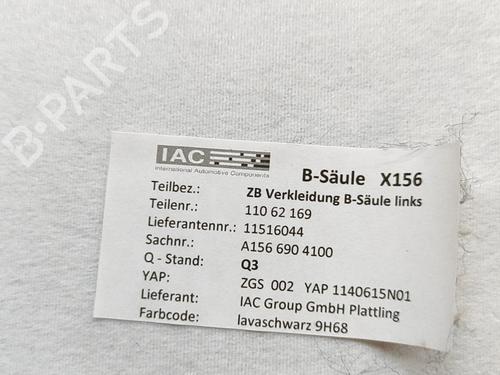 B-PARTS
IAC
International Automotive Components
B-Säule X156
Teilbez.: ZB Verkleidung B-Säule links
Teilenr.: 110 62 169
Lieferantennr.: 11516044
Sachnr.: A156 690 4100
Q - Stand: Q3
YAP: ZGS 002 YAP 1140615N01
Lieferant: IAC Group GmbH Plattling
Farbcode: lavaschwarz 9H68